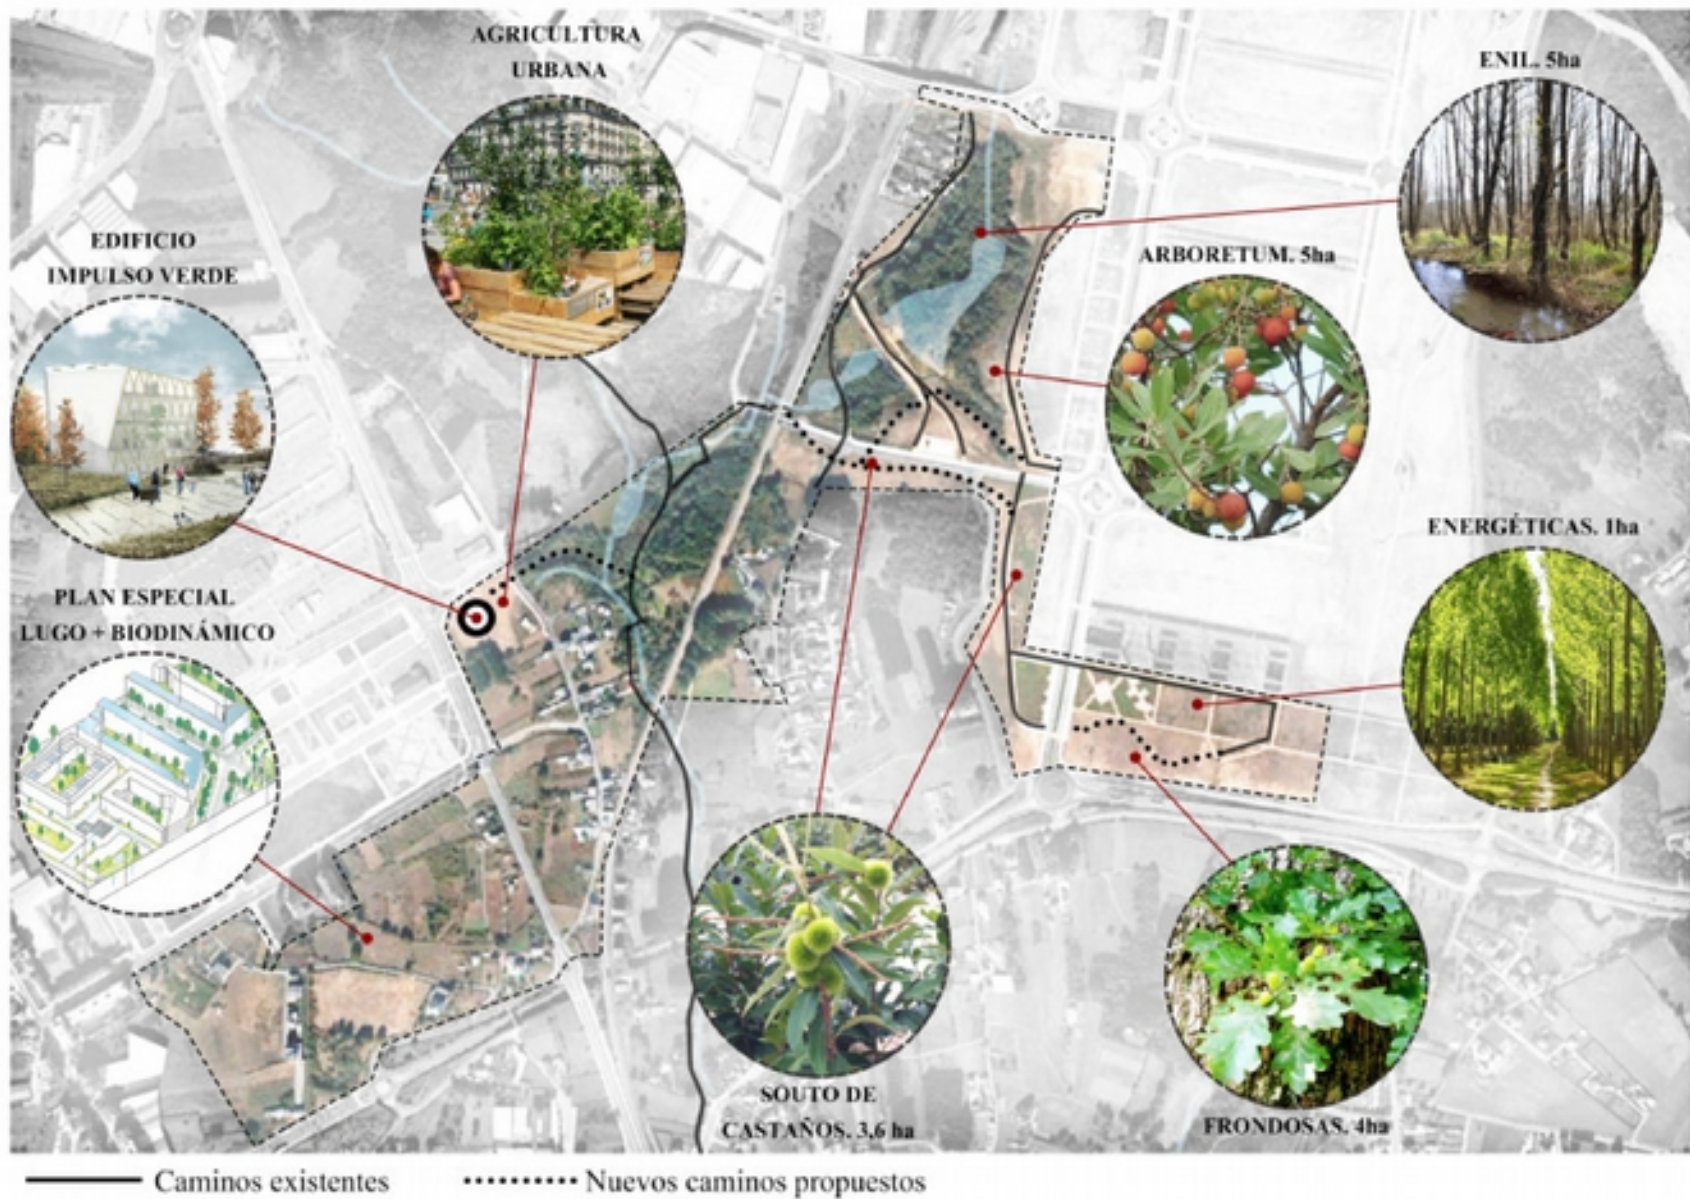 AGRICULTURA
URBANA
ENIL. 5ha
EDIFICIO
IMPULSO VERDE
ARBORETUM. 5ha
ENERGÉTICAS. 1ha
PLAN ESPECIAL
LUGO + BIODINÁMICO
SOUTO DE
CASTAÑOS. 3,6 ha
FRONDOSAS. 4ha
Caminos existentes
Nuevos caminos propuestos